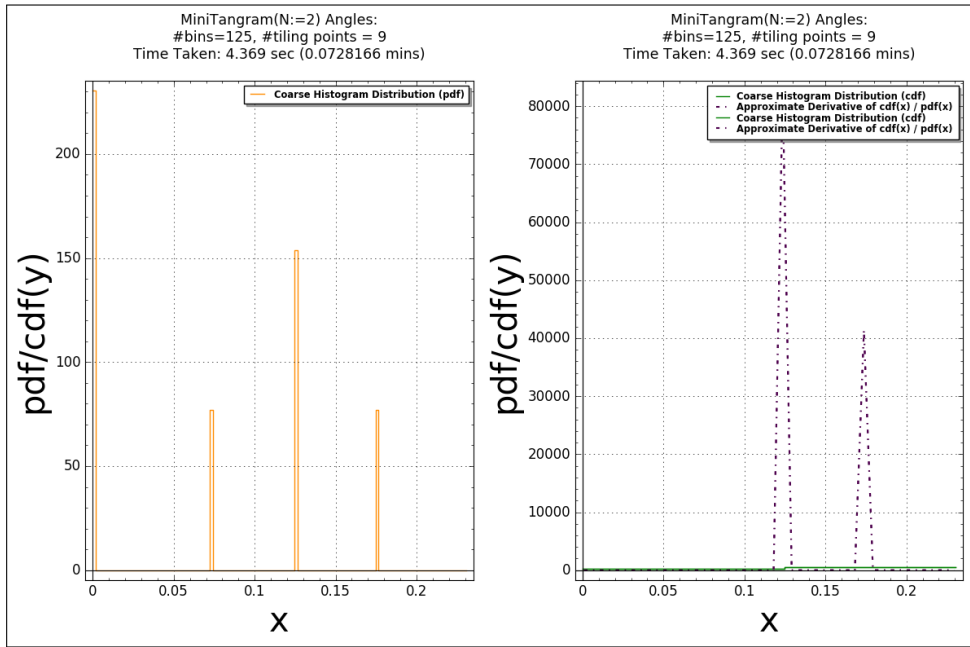 MiniTangram(N:=2) Angles:
#bins=125, #tiling points = 9
Time Taken: 4.369 sec (0.0728166 mins)
Coarse Histogram Distribution (pdf)
200
150
100
50
0
pdf/cdf(y)
0 0.05 0.1 0.15 0.2
x
MiniTangram(N:=2) Angles:
#bins=125, #tiling points = 9
Time Taken: 4.369 sec (0.0728166 mins)
Coarse Histogram Distribution (cdf)
Approximate Derivative of cdf(x) / pdf(x)
Coarse Histogram Distribution (cdf)
Approximate Derivative of cdf(x) / pdf(x)
80000
70000
60000
50000
40000
30000
20000
10000
0
pdf/cdf(y)
0 0.05 0.1 0.15 0.2
x